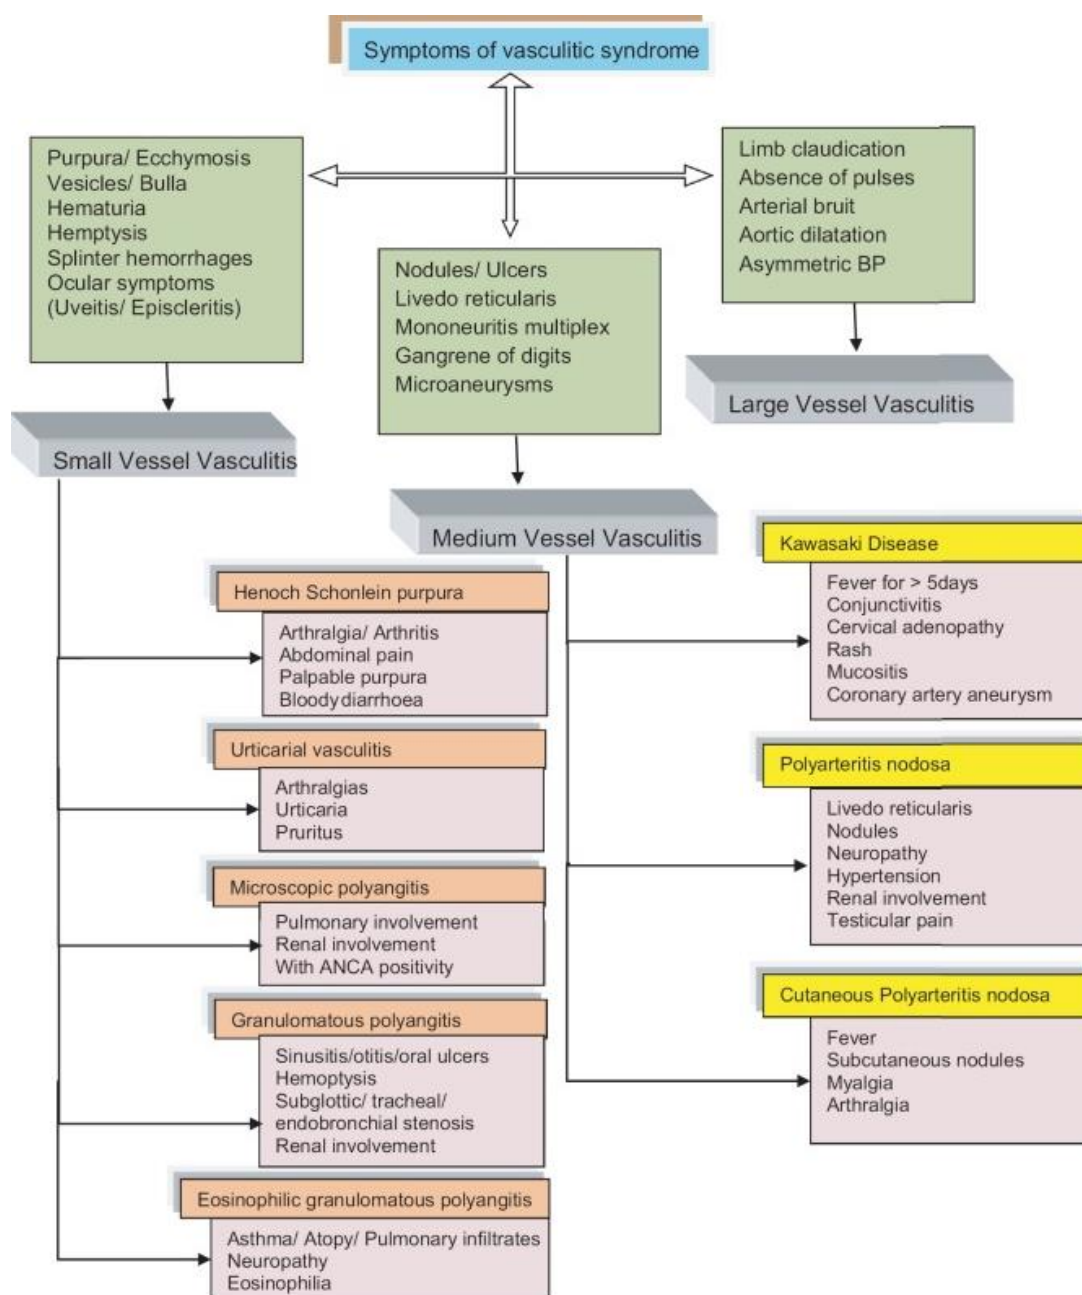 Symptoms of vasculitic syndrome
Purpura/ Ecchymosis
Vesicles/ Bulla
Hematuria
Hemptysis
Splinter hemorrhages
Ocular symptoms
(Uveitis/ Episcleritis)
Nodules/ Ulcers
Livedo reticularis
Mononeuritis multiplex
Gangrene of digits
Microaneurysms
Limb claudication
Absence of pulses
Arterial bruit
Aortic dilatation
Asymmetric BP
Small Vessel Vasculitis
Medium Vessel Vasculitis
Large Vessel Vasculitis
Henoch Schonlein purpura
Arthralgia/ Arthritis
Abdominal pain
Palpable purpura
Bloodydiarrhoea
Urticarial vasculitis
Arthralgias
Urticaria
Pruritus
Microscopic polyangitis
Pulmonary involvement
Renal involvement
With ANCA positivity
Granulomatous polyangitis
Sinusitis/otitis/oral ulcers
Hemoptysis
Subglottic/ tracheal/
endobronchial stenosis
Renal involvement
Eosinophilic granulomatous polyangitis
Asthma/ Atopy/ Pulmonary infiltrates
Neuropathy
Eosinophilia
Kawasaki Disease
Fever for > 5days
Conjunctivitis
Cervical adenopathy
Rash
Mucositis
Coronary artery aneurysm
Polyarteritis nodosa
Livedo reticularis
Nodules
Neuropathy
Hypertension
Renal involvement
Testicular pain
Cutaneous Polyarteritis nodosa
Fever
Subcutaneous nodules
Myalgia
Arthralgia